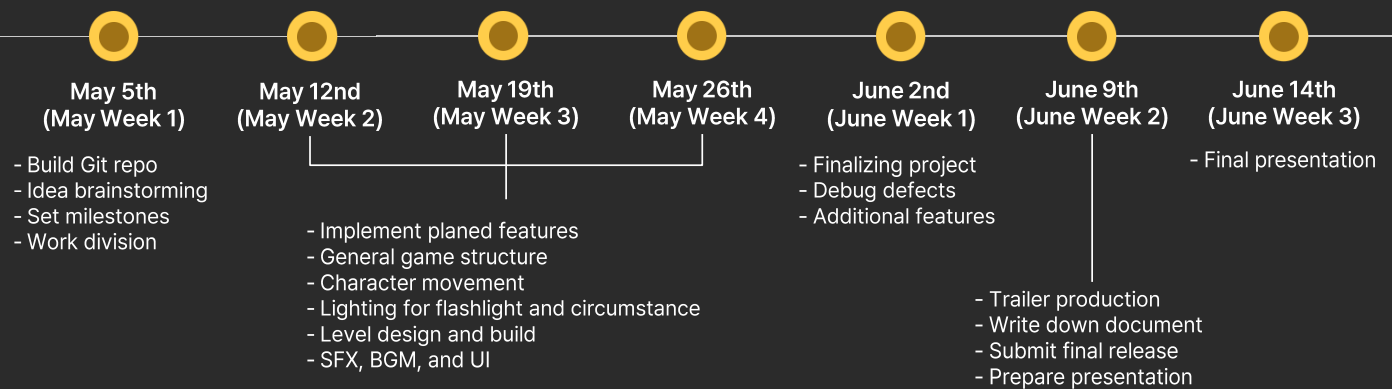 May 5th
(May Week 1)
- Build Git repo
- Idea brainstorming
- Set milestones
- Work division
May 12nd
(May Week 2)
May 19th
(May Week 3)
May 26th
(May Week 4)
- Implement planed features
- General game structure
- Character movement
- Lighting for flashlight and circumstance
- Level design and build
- SFX, BGM, and UI
June 2nd
(June Week 1)
- Finalizing project
- Debug defects
- Additional features
June 9th
(June Week 2)
- Trailer production
- Write down document
- Submit final release
- Prepare presentation
June 14th
(June Week 3)
- Final presentation